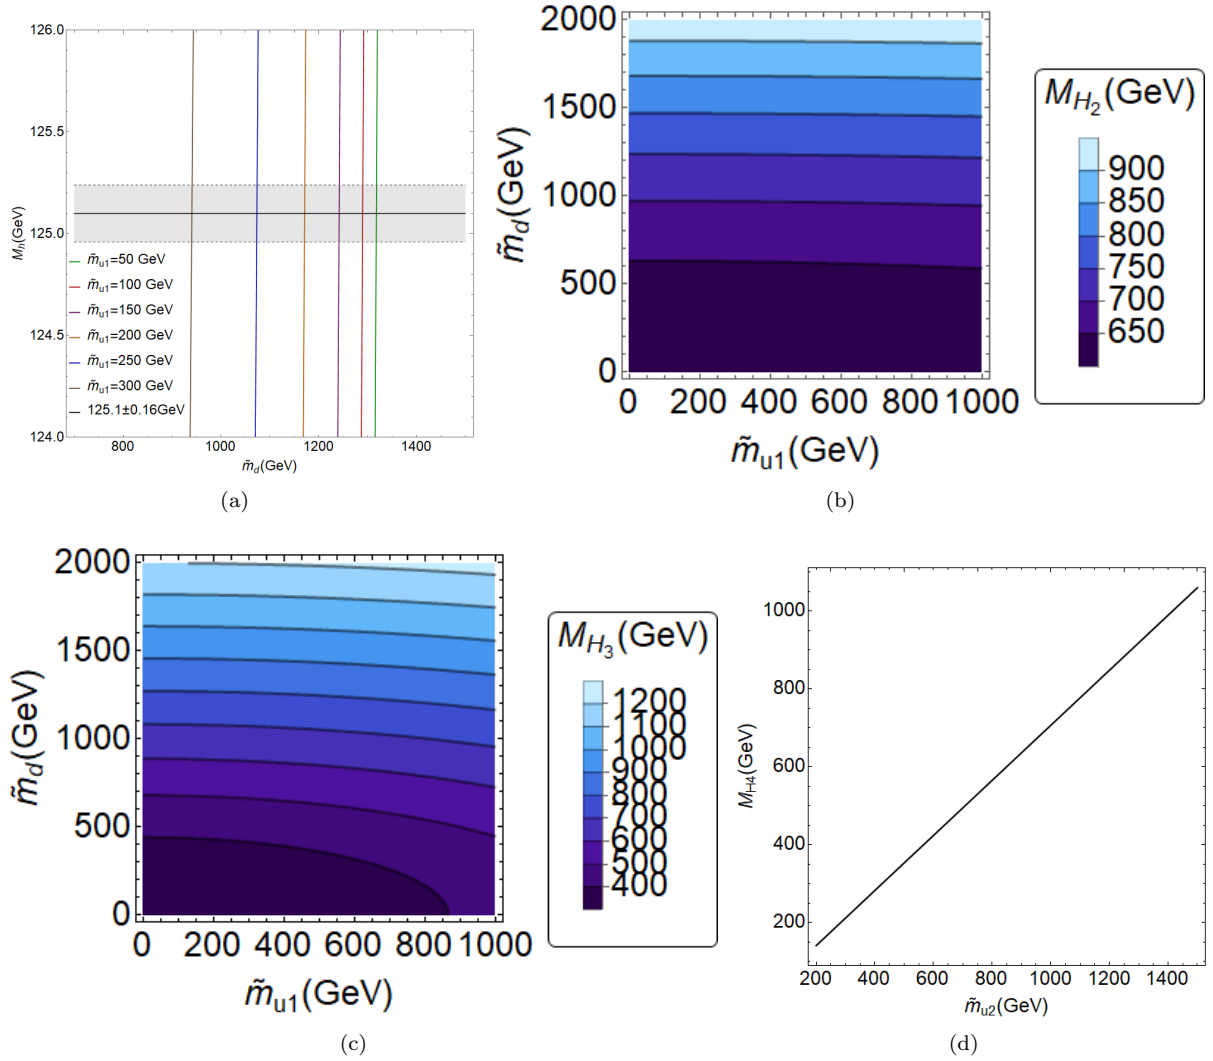 126.0
125.5
125.0
124.5
124.0
M_h(GeV)
m̃_u1=50 GeV
m̃_u1=100 GeV
m̃_u1=150 GeV
m̃_u1=200 GeV
m̃_u1=250 GeV
m̃_u1=300 GeV
125.1±0.16GeV
800 1000 1200 1400
m̃_d(GeV)
(a)
2000
1500
1000
500
0
m̃_d(GeV)
0 200 400 600 800 1000
m̃_u1(GeV)
M_H₂(GeV)
900
850
800
750
700
650
(b)
2000
1500
1000
500
0
m̃_d(GeV)
0 200 400 600 800 1000
m̃_u1(GeV)
M_H₃(GeV)
1200
1000
900
800
700
600
500
400
(c)
1000
800
600
400
200
M_H4(GeV)
200 400 600 800 1000 1200 1400
m̃_u2(GeV)
(d)